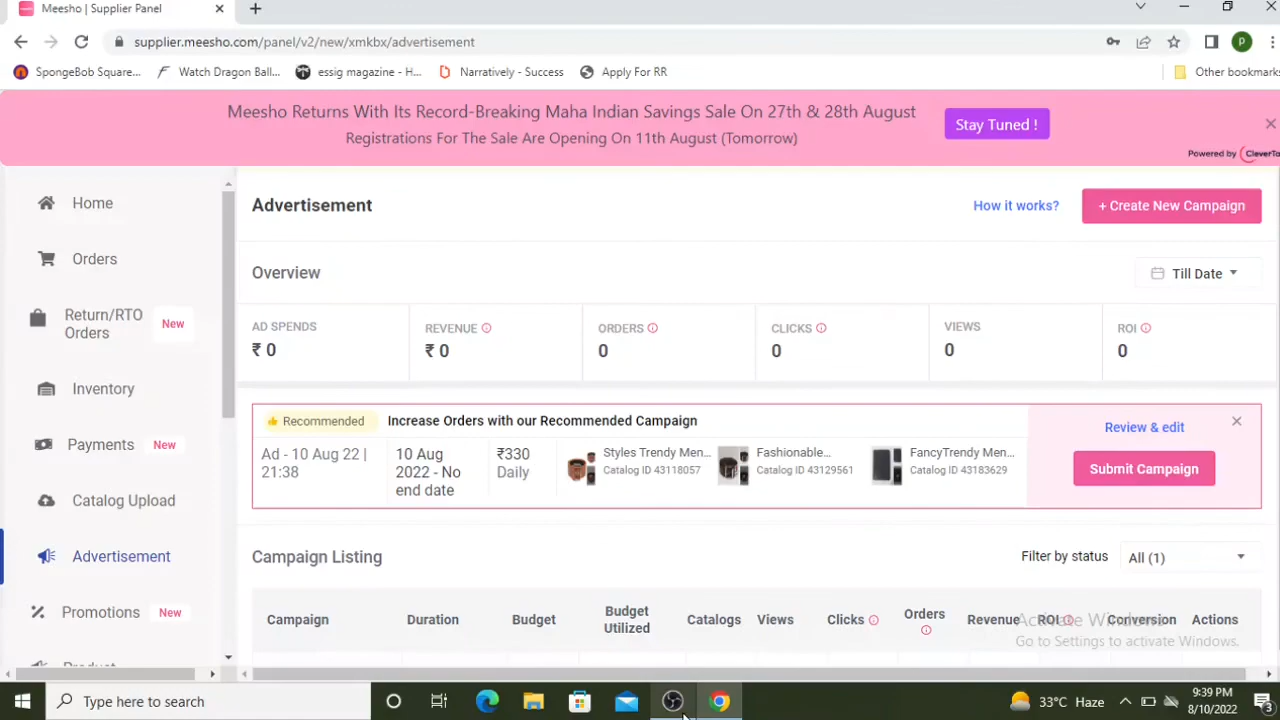 Meesho | Supplier Panel
supplier.meesho.com/panel/v2/new/xmkbx/advertisement
P
SpongeBob Square...
Watch Dragon Ball...
essig magazine - H...
Narratively - Success
Apply For RR
Other bookmarks
Meesho Returns With Its Record-Breaking Maha Indian Savings Sale On 27th & 28th August
Registrations For The Sale Are Opening On 11th August (Tomorrow)
Stay Tuned !
Powered by CleverTa
Home
Orders
Return/RTO
Orders
New
Inventory
Payments New
Catalog Upload
Advertisement
Promotions New
Product
Advertisement
How it works?
+ Create New Campaign
Overview
Till Date
AD SPENDS
₹ 0
REVENUE
₹ 0
ORDERS
0
CLICKS
0
VIEWS
0
ROI
0
Recommended
Increase Orders with our Recommended Campaign
Ad - 10 Aug 22 |
21:38
10 Aug
2022 - No
end date
₹330
Daily
Styles Trendy Men...
Catalog ID 43118057
Fashionable...
Catalog ID 43129561
FancyTrendy Men...
Catalog ID 43183629
Review & edit
Submit Campaign
Campaign Listing
Filter by status
All (1)
Campaign
Duration
Budget
Budget
Utilized
Catalogs
Views
Clicks
Orders
Revenue
ROI
Conversion
Actions
Activate Windows
Go to Settings to activate Windows.
Type here to search
33°C Haze
9:39 PM
8/10/2022
3